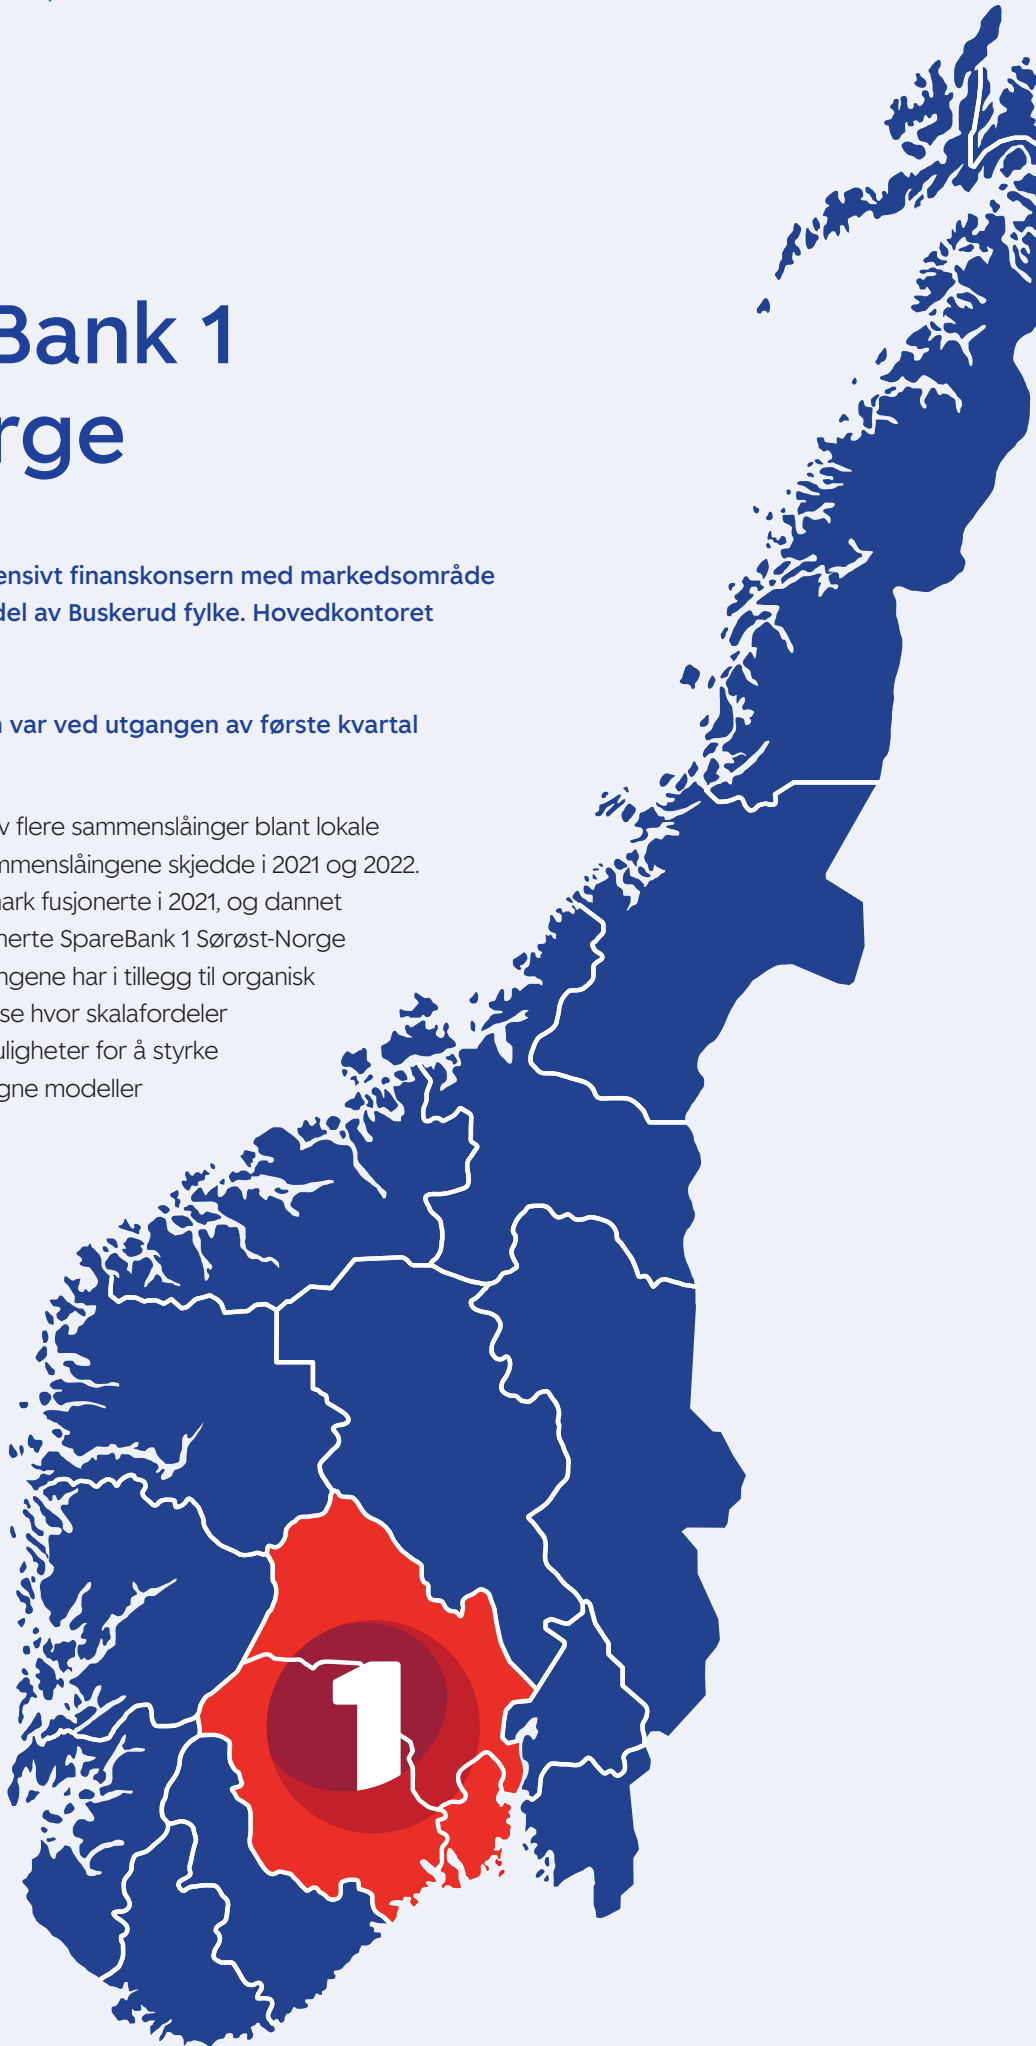 Bank 1
rge
ensivt finanskonsern med markedsområde
del av Buskerud fylke. Hovedkontoret
var ved utgangen av første kvartal
v flere sammenslåinger blant lokale
nmenslåingene skjedde i 2021 og 2022.
nark fusjonerte i 2021, og dannet
nerte SpareBank 1 Sørøst-Norge
ngene har i tillegg til organisk
se hvor skalafordeler
uligheter for å styrke
gne modeller
1